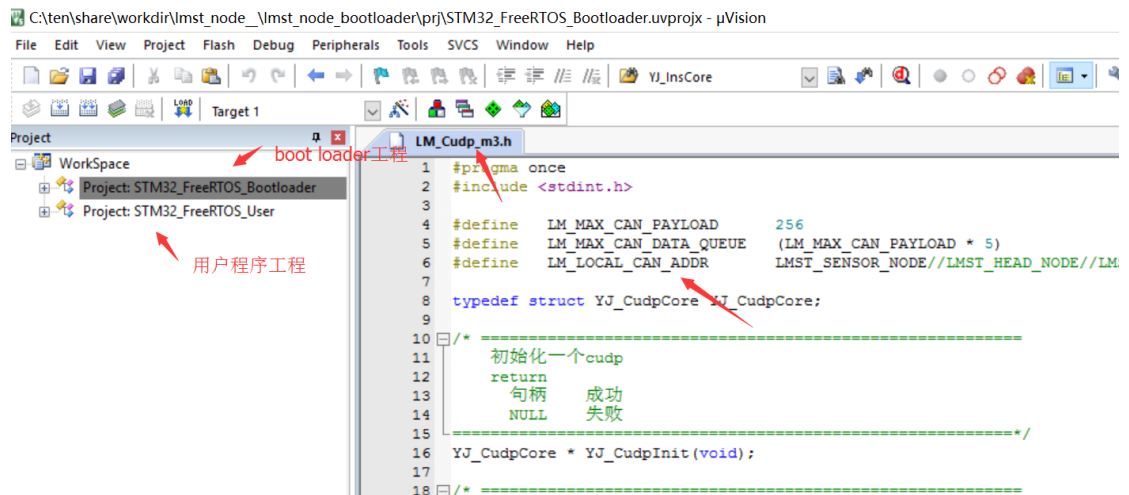 C:\ten\share\workdir\lmst_node__\lmst_node_bootloader\prj\STM32_FreeRTOS_Bootloader.uvprojx - µVision
File Edit View Project Flash Debug Peripherals Tools SVCS Window Help
YJ_InsCore
LOAD
Target 1
Project
LM_Cudp_m3.h
WorkSpace
boot loader工程
Project: STM32_FreeRTOS_Bootloader
Project: STM32_FreeRTOS_User
用户程序工程
1 #pragma once
2 #include <stdint.h>
3
4 #define LM_MAX_CAN_PAYLOAD 256
5 #define LM_MAX_CAN_DATA_QUEUE (LM_MAX_CAN_PAYLOAD * 5)
6 #define LM_LOCAL_CAN_ADDR LMST_SENSOR_NODE//LMST_HEAD_NODE//LM
7
8 typedef struct YJ_CudpCore YJ_CudpCore;
9
10 /* =========================================================
11 初始化一个cudp
12 return
13 句柄 成功
14 NULL 失败
15 ===========================================================*/
16 YJ_CudpCore * YJ_CudpInit(void);
17
18 /* =========================================================